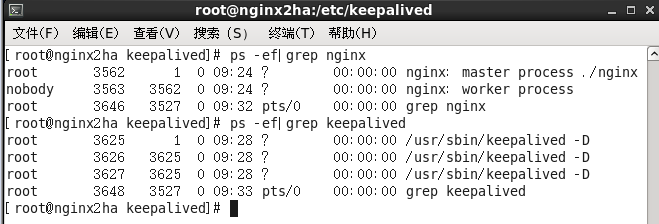 root@nginx2ha:/etc/keepalived
文件(F) 编辑(E) 查看(V) 搜索 (S) 终端(T) 帮助(H)
[root@nginx2ha keepalived]# ps -ef|grep nginx
root 3562 1 0 09:24 ? 00:00:00 nginx: master process ./nginx
nobody 3563 3562 0 09:24 ? 00:00:00 nginx: worker process
root 3646 3527 0 09:32 pts/0 00:00:00 grep nginx
[root@nginx2ha keepalived]# ps -ef|grep keepalived
root 3625 1 0 09:28 ? 00:00:00 /usr/sbin/keepalived -D
root 3626 3625 0 09:28 ? 00:00:00 /usr/sbin/keepalived -D
root 3627 3625 0 09:28 ? 00:00:00 /usr/sbin/keepalived -D
root 3648 3527 0 09:33 pts/0 00:00:00 grep keepalived
[root@nginx2ha keepalived]#